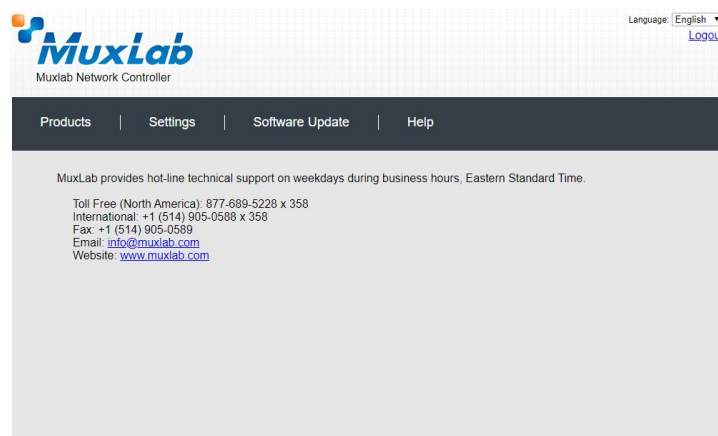 Language: English
Logou
MuxLab
Muxlab Network Controller
Products | Settings | Software Update | Help
MuxLab provides hot-line technical support on weekdays during business hours, Eastern Standard Time.
Toll Free (North America): 877-689-5228 x 358
International: +1 (514) 905-0588 x 358
Fax: +1 (514) 905-0589
Email: info@muxlab.com
Website: www.muxlab.com